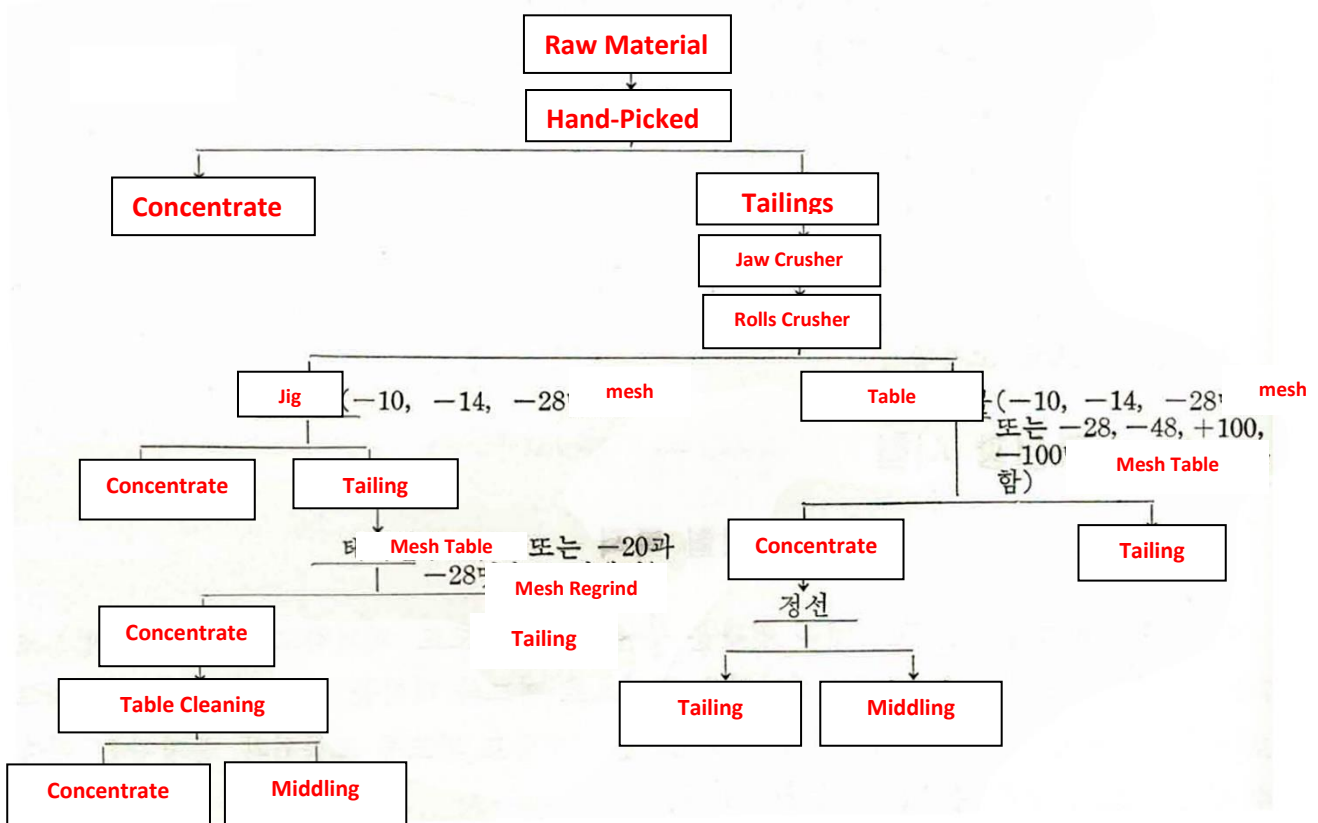 Raw Material
Hand-Picked
Concentrate
Tailings
Jaw Crusher
Rolls Crusher
Jig (−10, −14, −28 mesh
Table (−10, −14, −28 mesh
또는 −28, −48, +100,
−100 Mesh Table
함)
Concentrate
Tailing
Mesh Table 또는 −20과
−28
Mesh Regrind
Concentrate
Tailing
Table Cleaning
Concentrate
Middling
Concentrate
Tailing
정선
Tailing
Middling